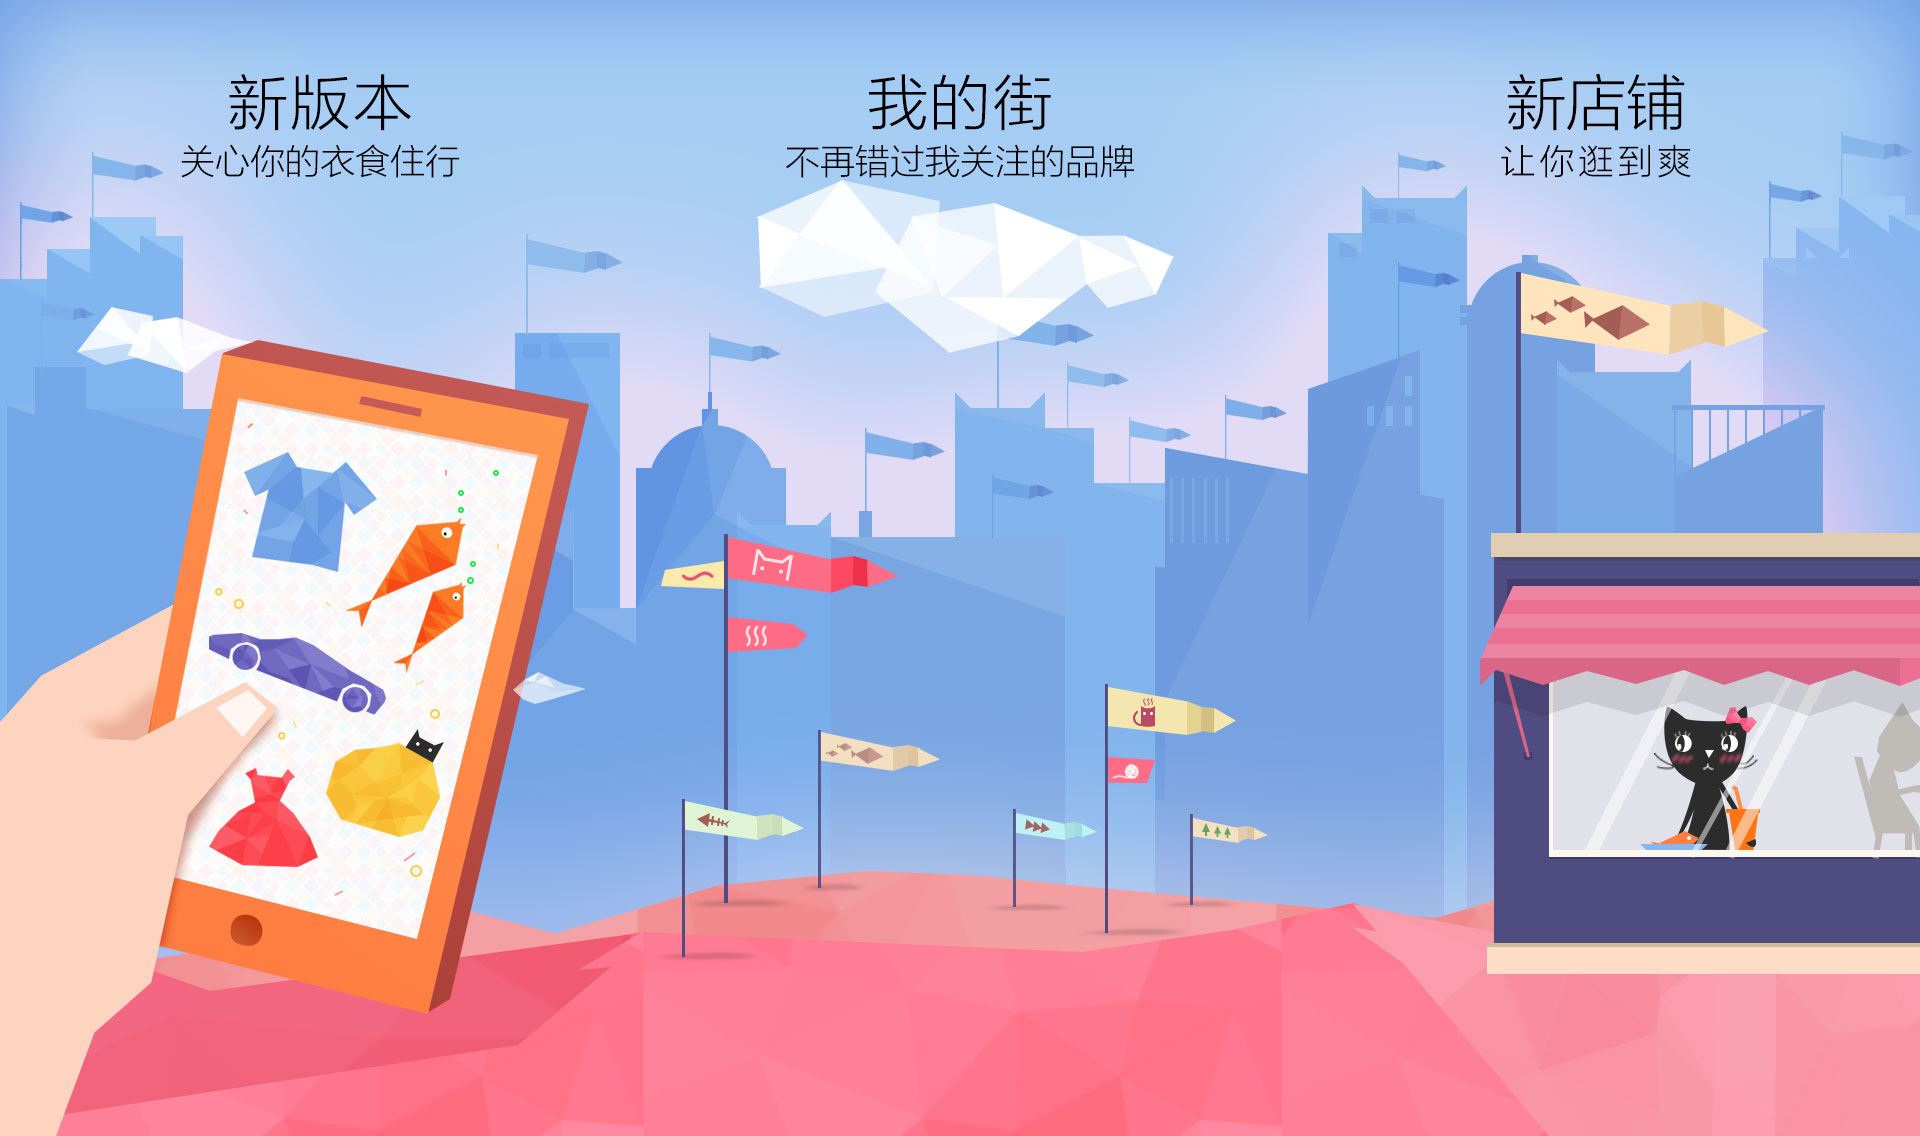 新版本
关心你的衣食住行
我的街
不再错过我关注的品牌
新店铺
让你逛到爽